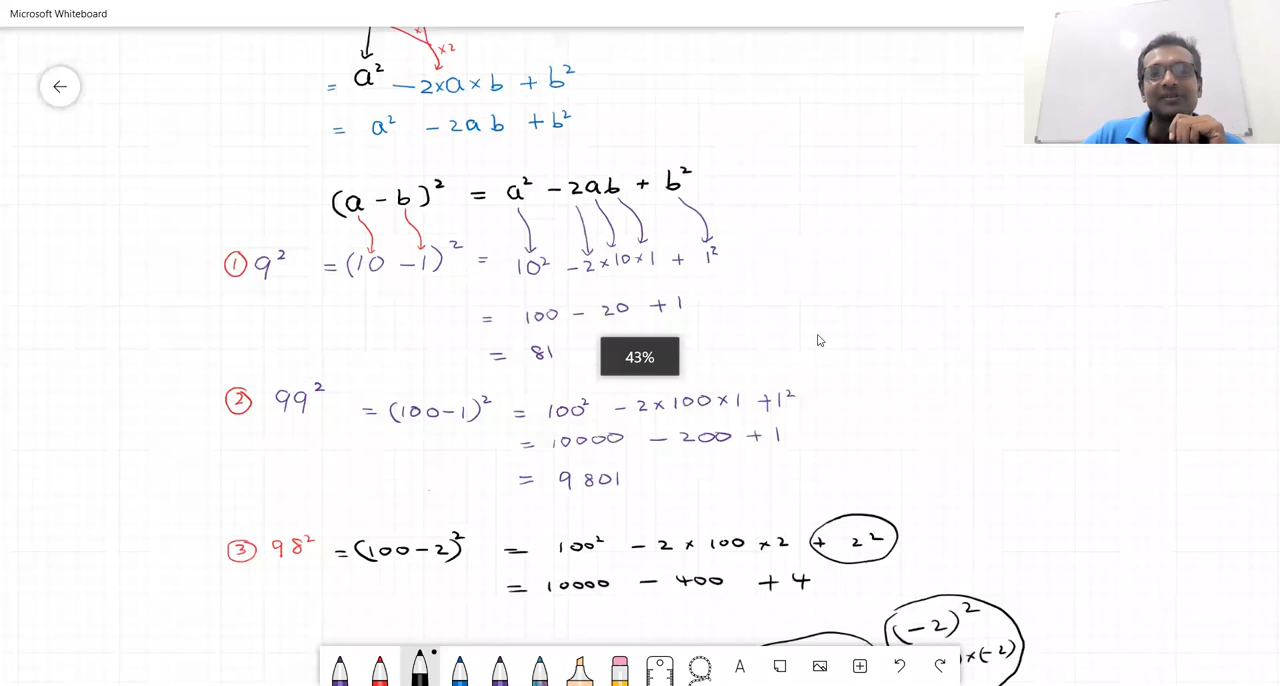 Microsoft Whiteboard
×2
= a² - 2×a×b + b²
= a² - 2ab + b²
(a - b)² = a² - 2ab + b²
① 9² = (10 - 1)² = 10² - 2×10×1 + 1²
= 100 - 20 + 1
= 81
43%
② 99² = (100-1)² = 100² - 2×100×1 + 1²
= 10000 - 200 + 1
= 9801
③ 98² = (100-2)² = 100² - 2 × 100 × 2 + 2²
= 10000 - 400 + 4
(-2)²
×(-2)
A